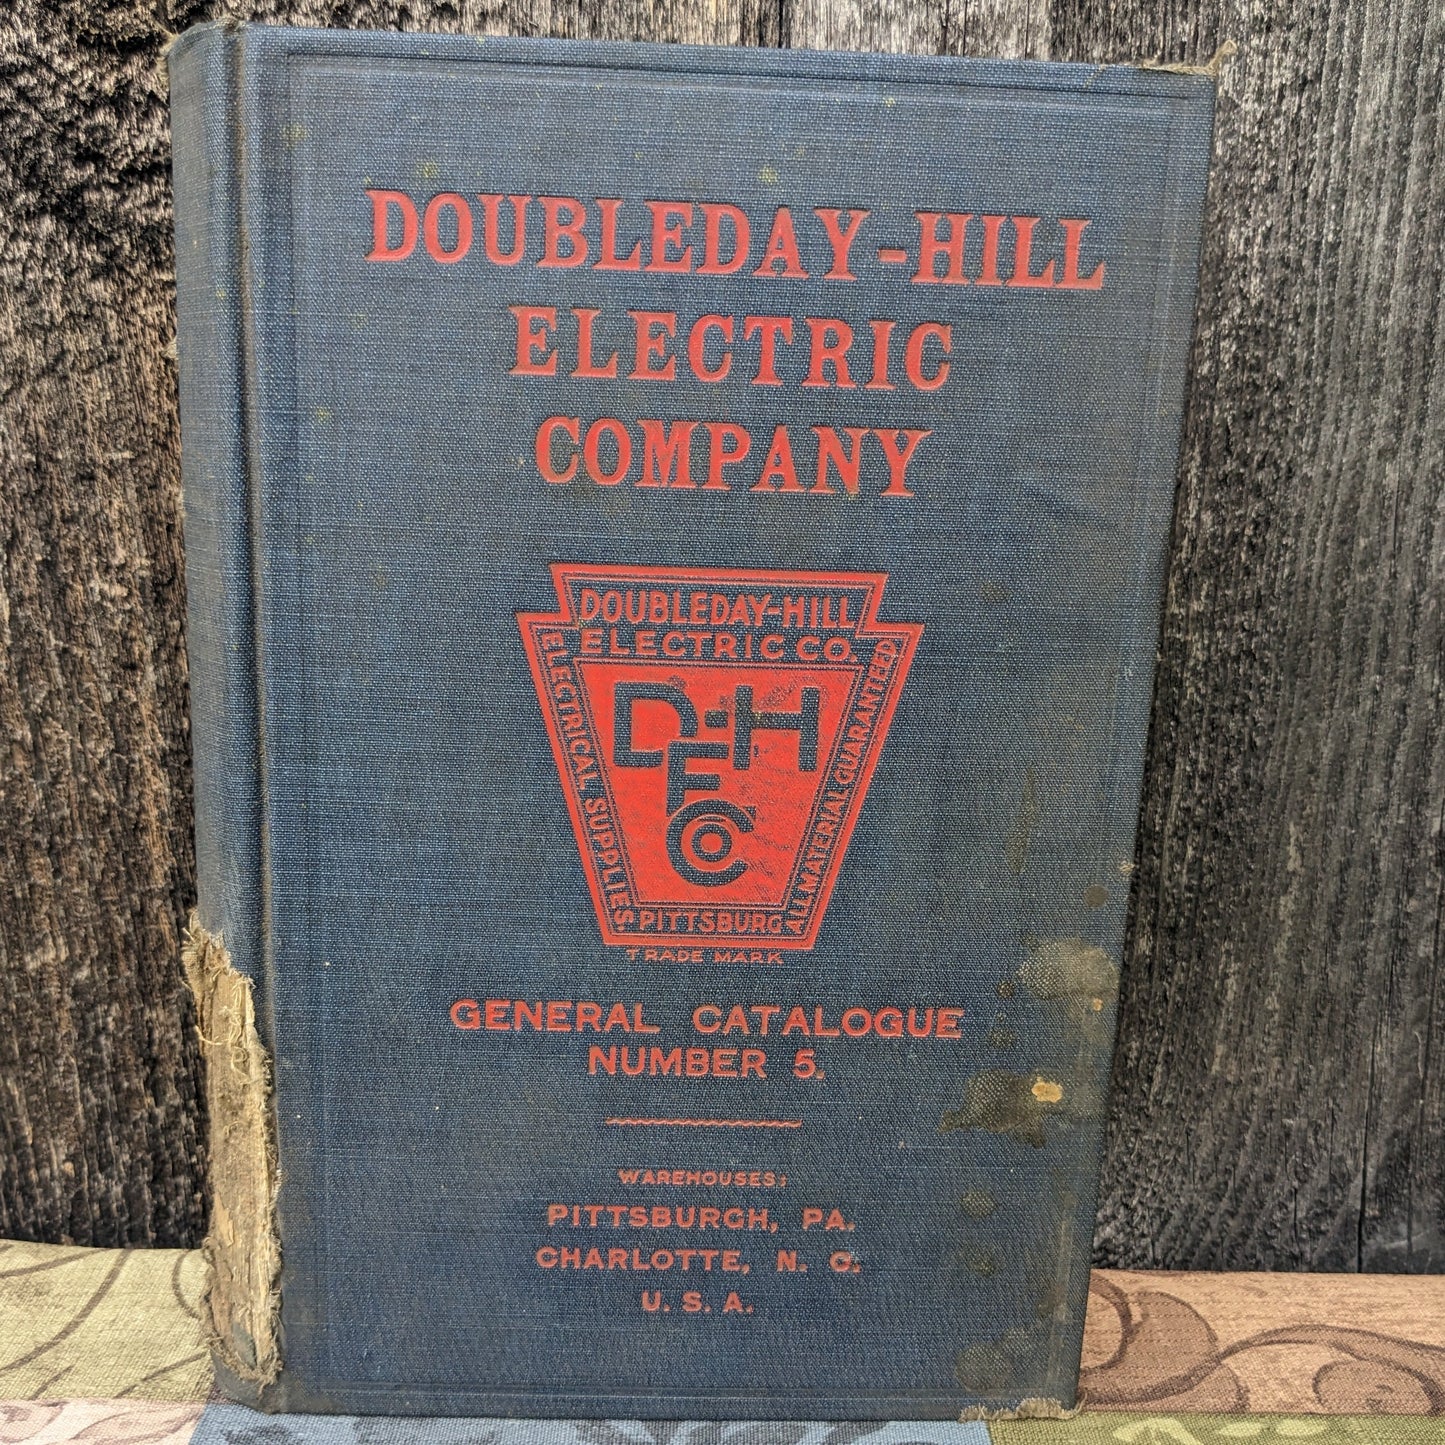 DOUBLEDAY-HILL
ELECTRIC
COMPANY
DOUBLEDAY-HILL
ELECTRIC CO.
ELECTRICAL SUPPLIES
ALL MATERIAL GUARANTEED
D-H
E
CO
PITTSBURG
TRADE MARK
GENERAL CATALOGUE
NUMBER 5.
WAREHOUSES:
PITTSBURGH, PA.
CHARLOTTE, N. C.
U. S. A.